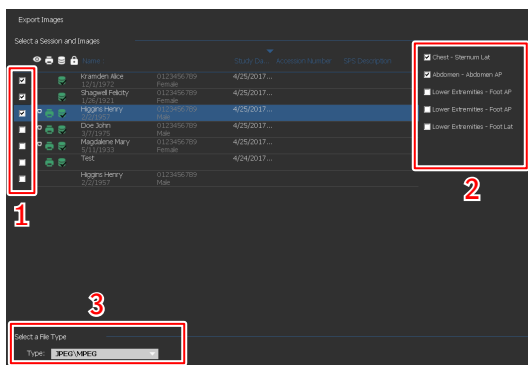 Export Images
Select a Session and Images
Name Study Da... Accession Number SPS Description
Kramden Alice 0123456789 4/25/2017...
12/1/1972 Female
Shagwell Felicity 0123456789 4/25/2017...
1/26/1921 Female
Higgins Henry 0123456789 4/25/2017...
2/2/1957 Male
Doe John 0123456789 4/25/2017...
3/7/1975 Male
Magdalene Mary 0123456789 4/25/2017...
5/11/1933 Female
Test 4/24/2017...
Higgins Henry 0123456789
2/2/1957 Male
1
Chest - Sternum Lat
Abdomen - Abdomen AP
Lower Extremities - Foot AP
Lower Extremities - Foot AP
Lower Extremities - Foot Lat
2
3
Select a File Type
Type: JPEG\MPEG